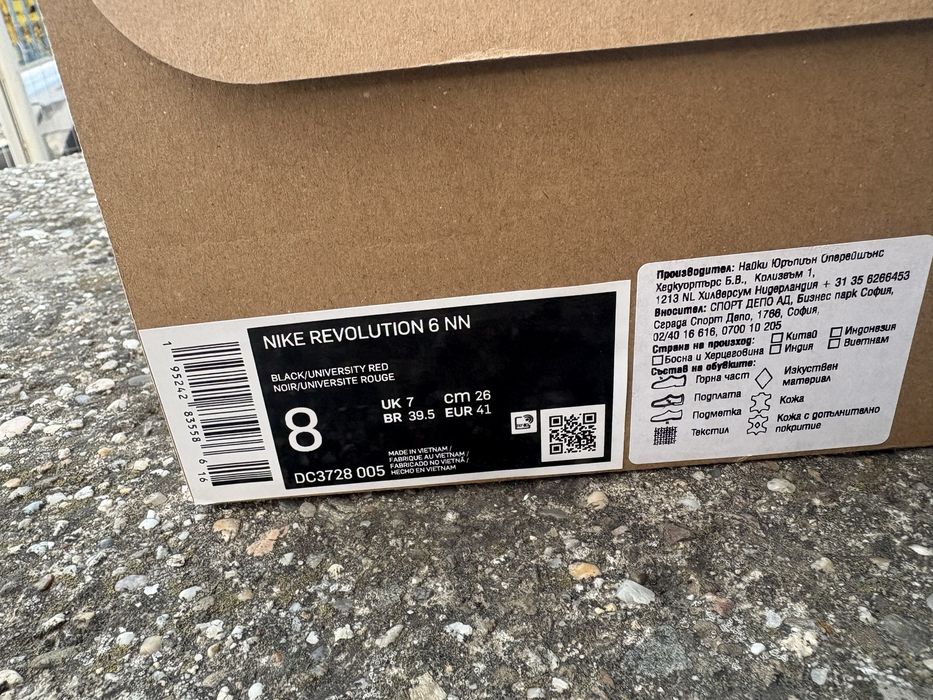 NIKE REVOLUTION 6 NN
BLACK/UNIVERSITY RED
NOIR/UNIVERSITE ROUGE
8
UK 7 CM 26
BR 39.5 EUR 41
MADE IN VIETNAM /
FABRIQUE AU VIETNAM /
FABRICADO NO VIETNÃ /
HECHO EN VIETNAM
DC3728 005
1 95242 83568 6 16
Производител: Найки Юръпиън Оперейшънс
Хедкуортърс Б.В., Колизеъм 1,
1213 NL Хилверсум Нидерландия + 31 35 6266453
Вносител: СПОРТ ДЕПО АД, Бизнес парк София,
Сграда Спорт Депо, 1766, София,
02/40 16 616, 0700 10 205
Страна на произход: Китай Индонезия
Босна и Херцеговина Индия Виетнам
Състав на обувките:
Горна част Изкуствен материал
Подплата Кожа
Подметка Кожа с допълнително покритие
Текстил